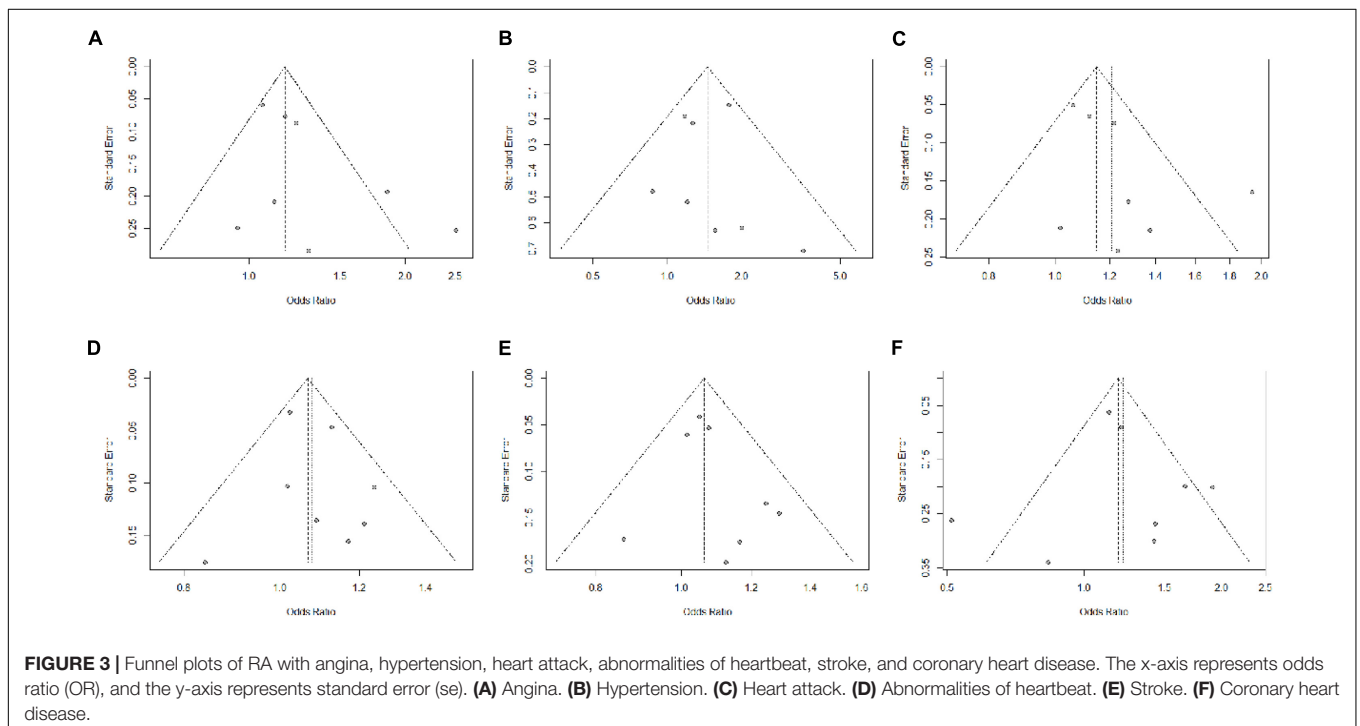 A
Standard Error
0.00
0.05
0.10
0.15
0.20
0.25
1.0 1.5 2.0 2.5
Odds Ratio
B
Standard Error
0.0
0.1
0.2
0.3
0.7
0.5 1.0 2.0 5.0
Odds Ratio
C
Standard Error
0.00
0.05
0.10
0.15
0.20
0.25
0.8 1.0 1.2 1.4 1.6 1.8 2.0
Odds Ratio
D
Standard Error
0.00
0.05
0.10
0.15
0.8 1.0 1.2 1.4
Odds Ratio
E
Standard Error
0.00
0.05
0.15
0.20
0.8 1.0 1.2 1.4 1.6
Odds Ratio
F
Standard Error
0.05
0.15
0.25
0.35
0.5 1.0 1.5 2.0 2.5
Odds Ratio
FIGURE 3 | Funnel plots of RA with angina, hypertension, heart attack, abnormalities of heartbeat, stroke, and coronary heart disease. The x-axis represents odds
ratio (OR), and the y-axis represents standard error (se). (A) Angina. (B) Hypertension. (C) Heart attack. (D) Abnormalities of heartbeat. (E) Stroke. (F) Coronary heart
disease.